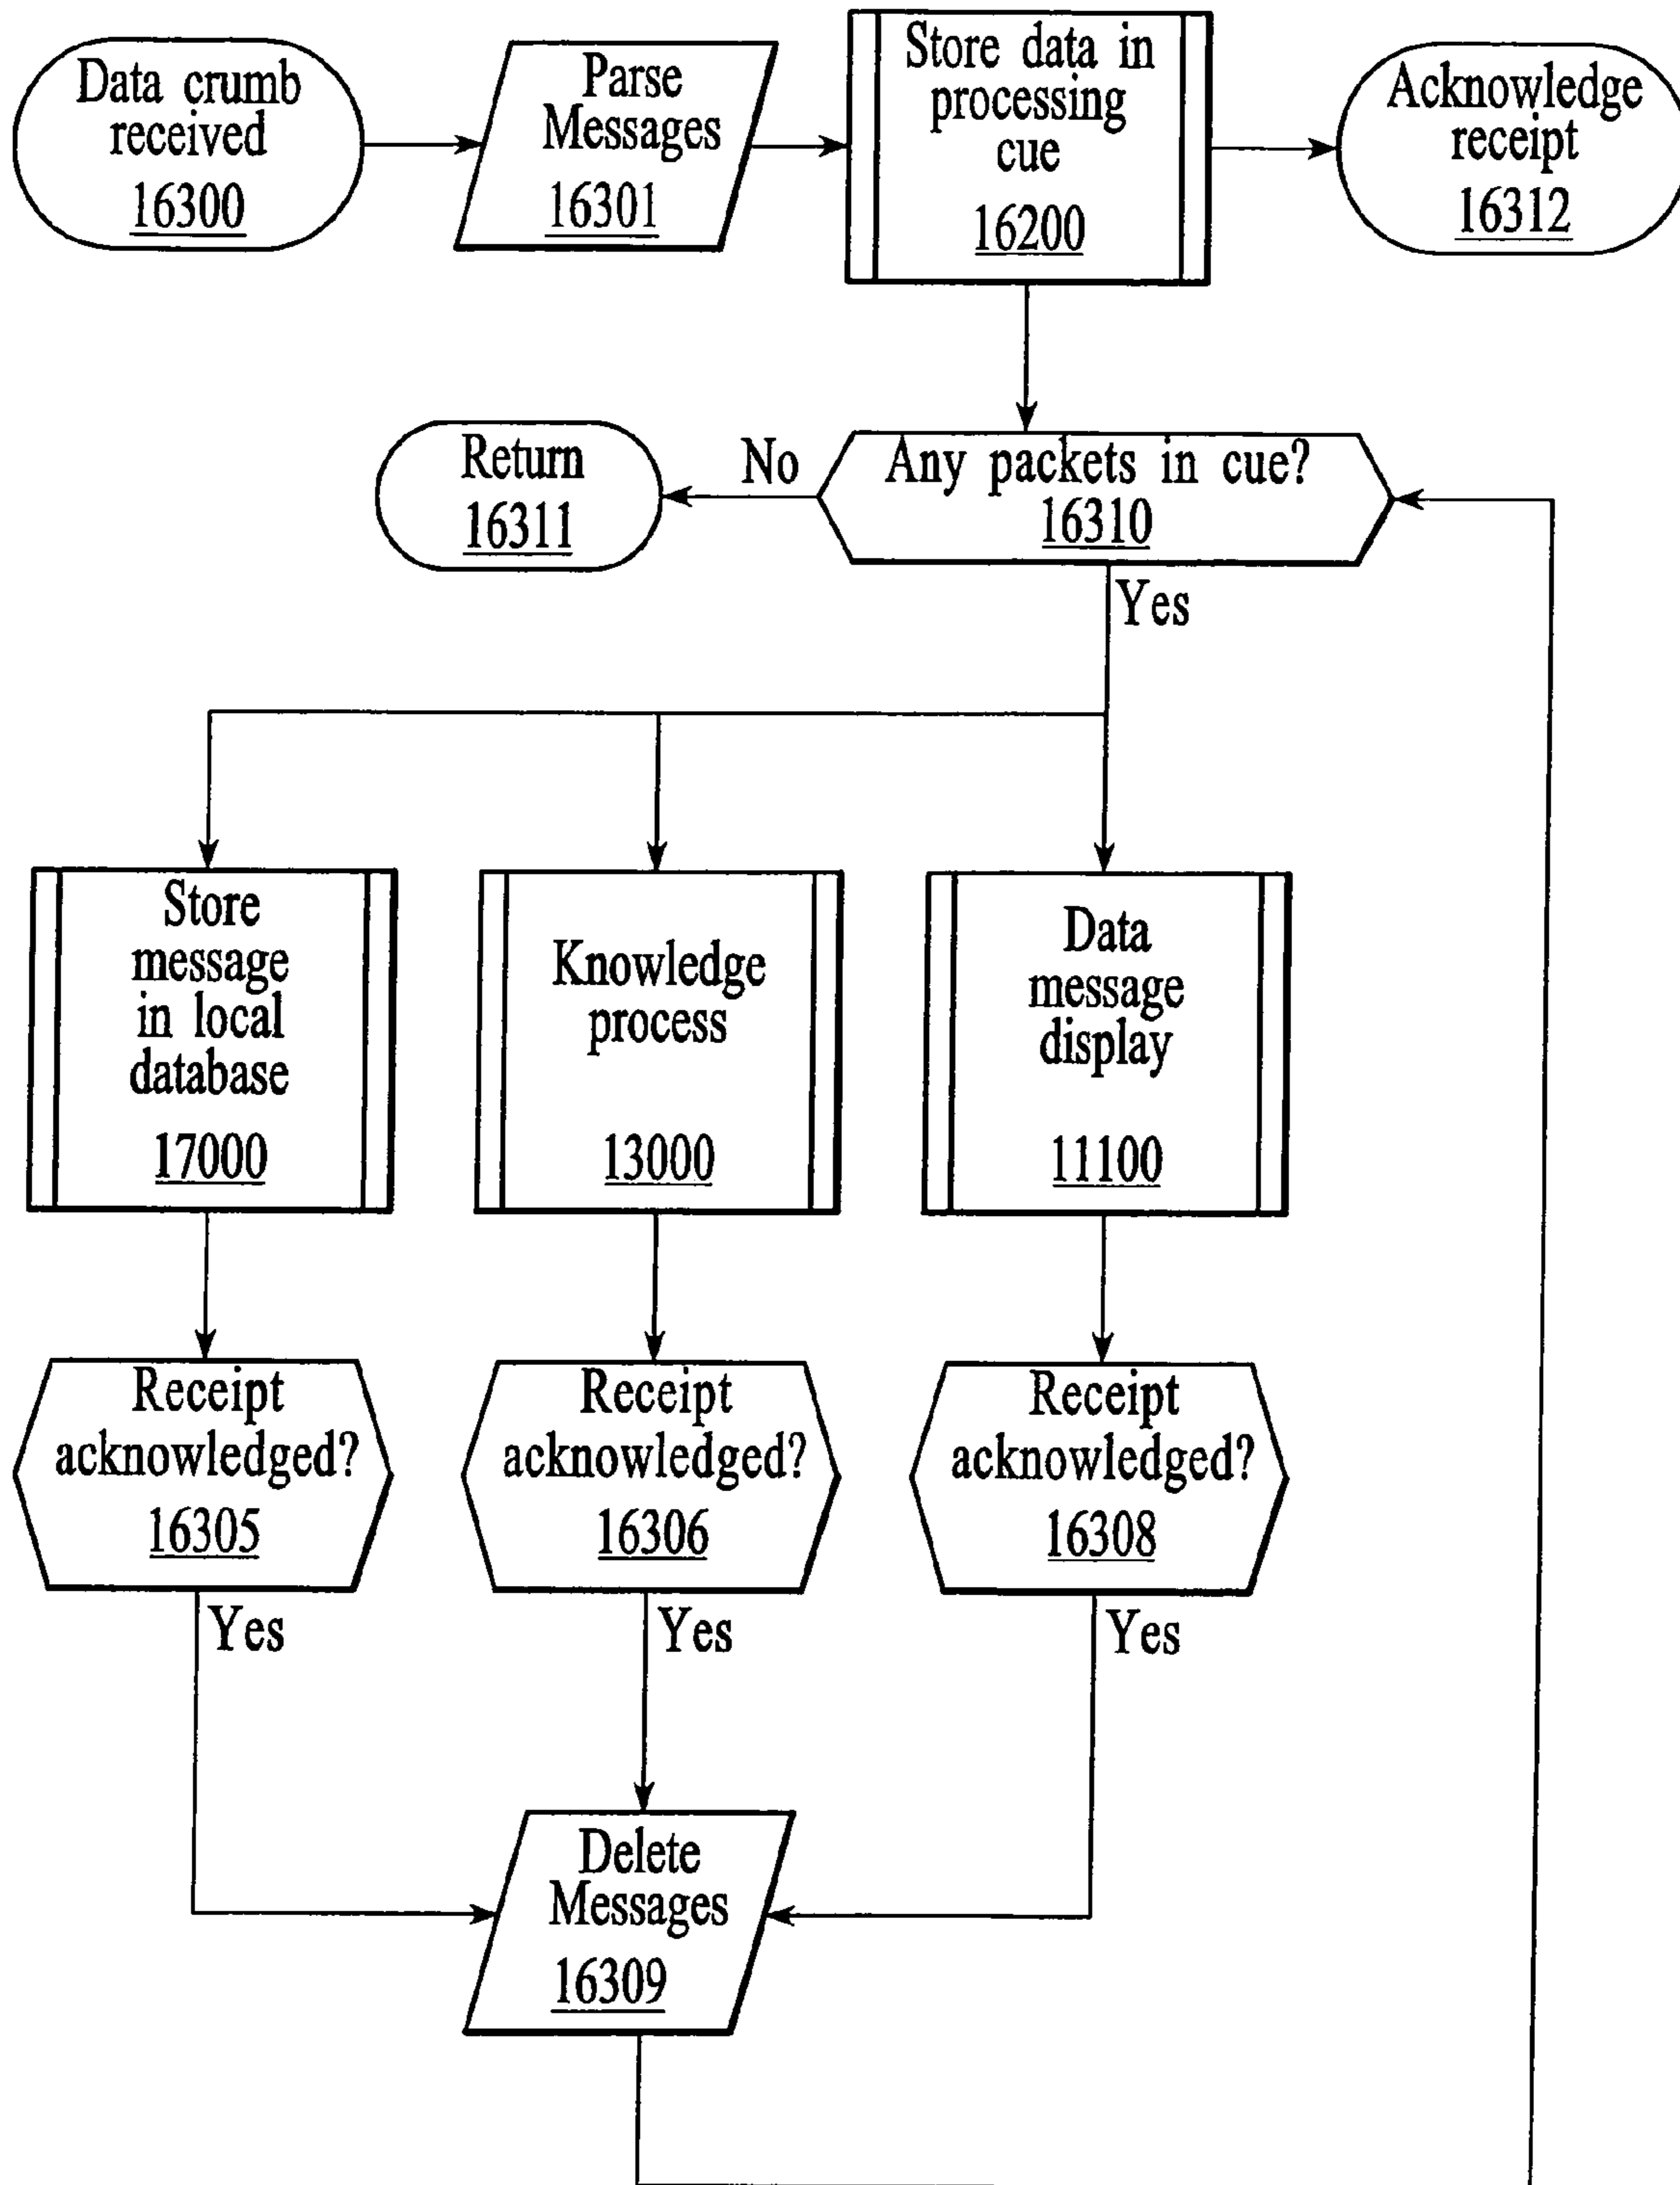 Data crumb
received
16300
Parse
Messages
16301
Store data in
processing
cue
16200
Acknowledge
receipt
16312
Return
16311
No
Any packets in cue?
16310
Yes
Store
message
in local
database
17000
Knowledge
process
13000
Data
message
display
11100
Receipt
acknowledged?
16305
Receipt
acknowledged?
16306
Receipt
acknowledged?
16308
Yes
Yes
Yes
Delete
Messages
16309